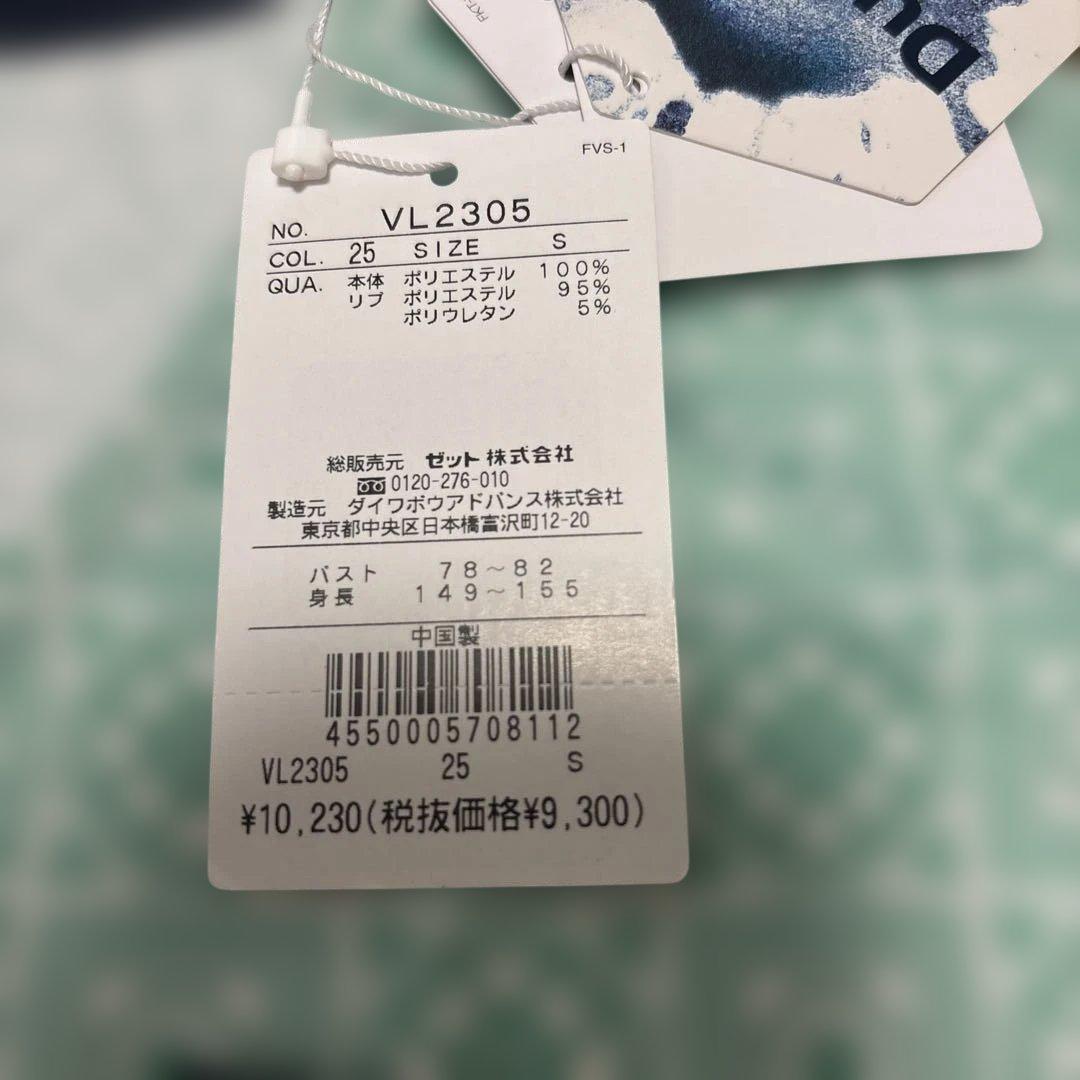 Du
FVS-1
NO. VL2305
COL. 25 SIZE S
QUA. 本体 ポリエステル 100%
リブ ポリエステル 95%
ポリウレタン 5%
総販売元 ゼット株式会社
0120-276-010
製造元 ダイワボウアドバンス株式会社
東京都中央区日本橋富沢町12-20
バスト 78~82
身長 149~155
中国製
4550005708112
VL2305 25 S
¥10,230(税抜価格¥9,300)